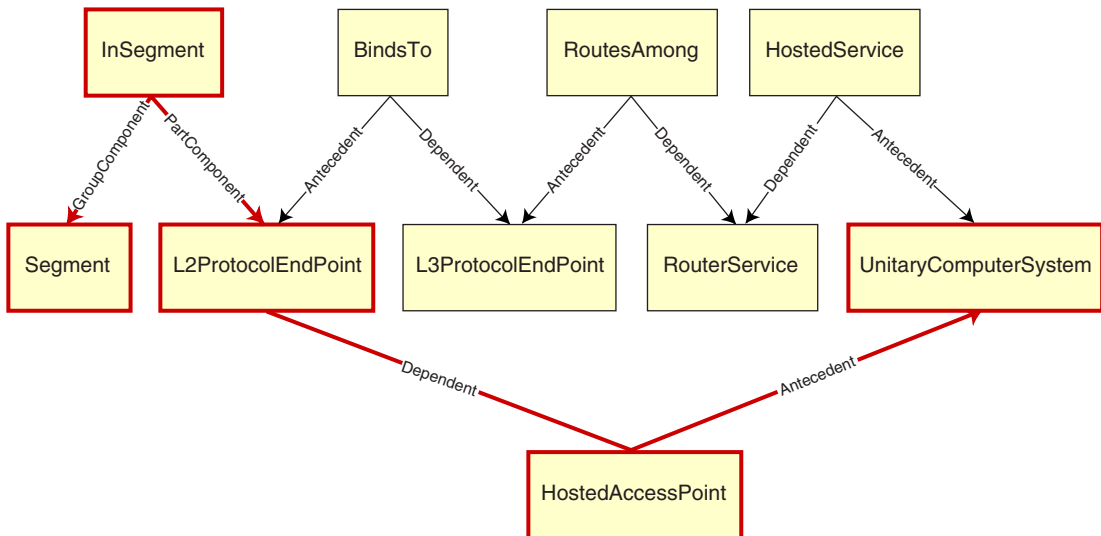 InSegment
BindsTo
RoutesAmong
HostedService
GroupComponent
PartComponent
Antecedent
Dependent
Antecedent
Dependent
Dependent
Antecedent
Segment
L2ProtocolEndPoint
L3ProtocolEndPoint
RouterService
UnitaryComputerSystem
Dependent
Antecedent
HostedAccessPoint